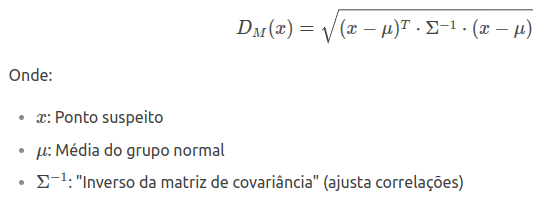 D_M(x) = √(x − μ)ᵀ · Σ⁻¹ · (x − μ)
Onde:
• x: Ponto suspeito
• μ: Média do grupo normal
• Σ⁻¹: "Inverso da matriz de covariância" (ajusta correlações)